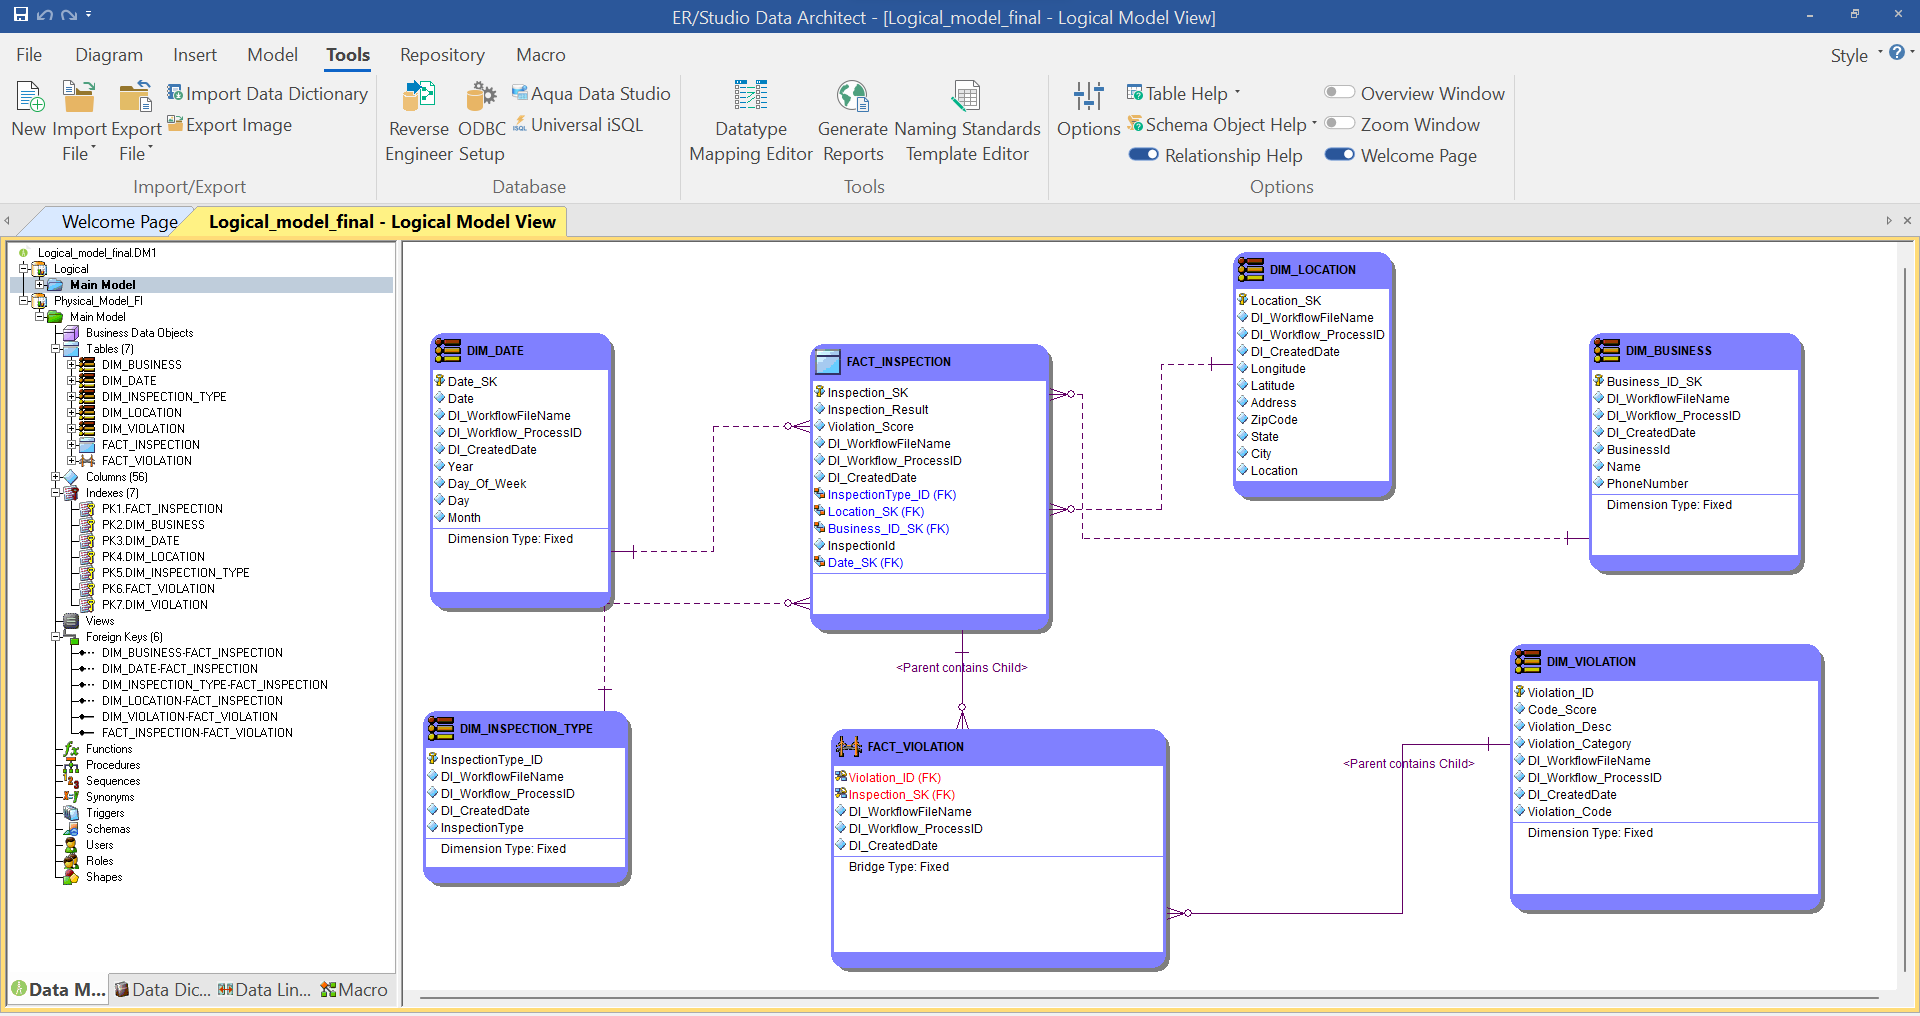 ER/Studio Data Architect - [Logical_model_final - Logical Model View]
File Diagram Insert Model Tools Repository Macro Style
New
Import File
Export File
Import Data Dictionary
Export Image
Import/Export
Reverse Engineer
ODBC Setup
Aqua Data Studio
Universal iSQL
Database
Datatype Mapping Editor
Generate Reports
Naming Standards Template Editor
Tools
Options
Table Help
Schema Object Help
Relationship Help
Overview Window
Zoom Window
Welcome Page
Options
Welcome Page
Logical_model_final - Logical Model View
Logical_model_final.DM1
Logical
Main Model
Physical_Model_FI
Main Model
Business Data Objects
Tables (7)
DIM_BUSINESS
DIM_DATE
DIM_INSPECTION_TYPE
DIM_LOCATION
DIM_VIOLATION
FACT_INSPECTION
FACT_VIOLATION
Columns (56)
Indexes (7)
PK1.FACT_INSPECTION
PK2.DIM_BUSINESS
PK3.DIM_DATE
PK4.DIM_LOCATION
PK5.DIM_INSPECTION_TYPE
PK6.FACT_VIOLATION
PK7.DIM_VIOLATION
Views
Foreign Keys (6)
DIM_BUSINESS-FACT_INSPECTION
DIM_DATE-FACT_INSPECTION
DIM_INSPECTION_TYPE-FACT_INSPECTION
DIM_LOCATION-FACT_INSPECTION
DIM_VIOLATION-FACT_VIOLATION
FACT_INSPECTION-FACT_VIOLATION
Functions
Procedures
Sequences
Synonyms
Triggers
Schemas
Users
Roles
Shapes
Data M... Data Dic... Data Lin... Macro
DIM_DATE
Date_SK
Date
DI_WorkflowFileName
DI_Workflow_ProcessID
DI_CreatedDate
Year
Day_Of_Week
Day
Month
Dimension Type: Fixed
FACT_INSPECTION
Inspection_SK
Inspection_Result
Violation_Score
DI_WorkflowFileName
DI_Workflow_ProcessID
DI_CreatedDate
InspectionType_ID (FK)
Location_SK (FK)
Business_ID_SK (FK)
InspectionId
Date_SK (FK)
DIM_LOCATION
Location_SK
DI_WorkflowFileName
DI_Workflow_ProcessID
DI_CreatedDate
Longitude
Latitude
Address
ZipCode
State
City
Location
DIM_BUSINESS
Business_ID_SK
DI_WorkflowFileName
DI_Workflow_ProcessID
DI_CreatedDate
BusinessId
Name
PhoneNumber
Dimension Type: Fixed
<Parent contains Child>
DIM_INSPECTION_TYPE
InspectionType_ID
DI_WorkflowFileName
DI_Workflow_ProcessID
DI_CreatedDate
InspectionType
Dimension Type: Fixed
FACT_VIOLATION
Violation_ID (FK)
Inspection_SK (FK)
DI_WorkflowFileName
DI_Workflow_ProcessID
DI_CreatedDate
Bridge Type: Fixed
<Parent contains Child>
DIM_VIOLATION
Violation_ID
Code_Score
Violation_Desc
Violation_Category
DI_WorkflowFileName
DI_Workflow_ProcessID
DI_CreatedDate
Violation_Code
Dimension Type: Fixed